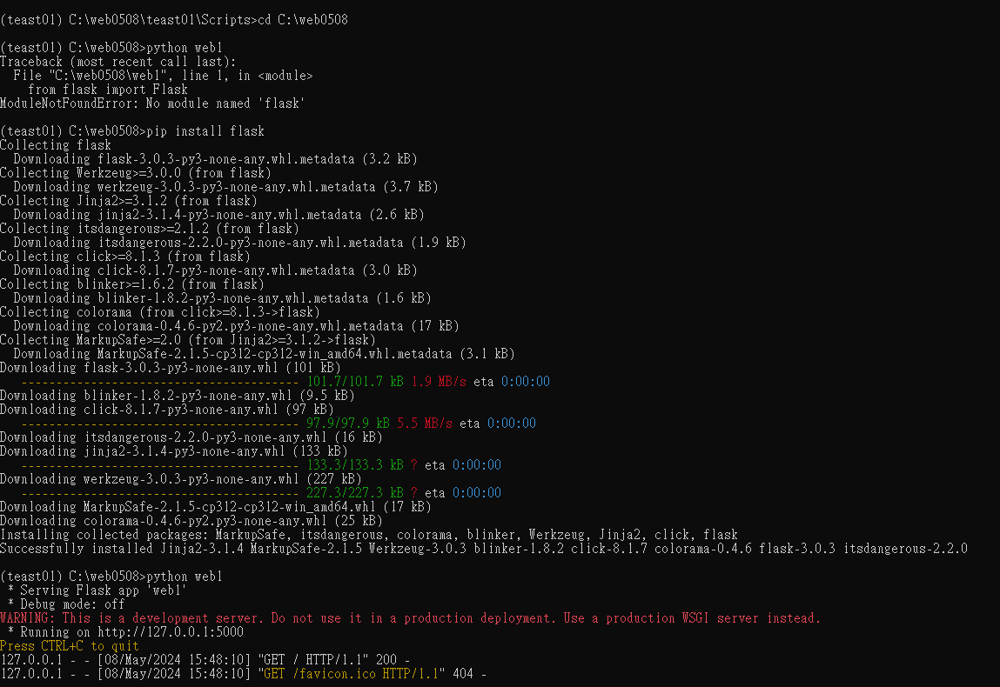 (teast01) C:\web0508\teast01\Scripts>cd C:\web0508
(teast01) C:\web0508>python web1
Traceback (most recent call last):
  File "C:\web0508\web1", line 1, in <module>
    from flask import Flask
ModuleNotFoundError: No module named 'flask'
(teast01) C:\web0508>pip install flask
Collecting flask
  Downloading flask-3.0.3-py3-none-any.whl.metadata (3.2 kB)
Collecting Werkzeug>=3.0.0 (from flask)
  Downloading werkzeug-3.0.3-py3-none-any.whl.metadata (3.7 kB)
Collecting Jinja2>=3.1.2 (from flask)
  Downloading jinja2-3.1.4-py3-none-any.whl.metadata (2.6 kB)
Collecting itsdangerous>=2.1.2 (from flask)
  Downloading itsdangerous-2.2.0-py3-none-any.whl.metadata (1.9 kB)
Collecting click>=8.1.3 (from flask)
  Downloading click-8.1.7-py3-none-any.whl.metadata (3.0 kB)
Collecting blinker>=1.6.2 (from flask)
  Downloading blinker-1.8.2-py3-none-any.whl.metadata (1.6 kB)
Collecting colorama (from click>=8.1.3->flask)
  Downloading colorama-0.4.6-py2.py3-none-any.whl.metadata (17 kB)
Collecting MarkupSafe>=2.0 (from Jinja2>=3.1.2->flask)
  Downloading MarkupSafe-2.1.5-cp312-cp312-win_amd64.whl.metadata (3.1 kB)
Downloading flask-3.0.3-py3-none-any.whl (101 kB)
   ---------------------------------------- 101.7/101.7 kB 1.9 MB/s eta 0:00:00
Downloading blinker-1.8.2-py3-none-any.whl (9.5 kB)
Downloading click-8.1.7-py3-none-any.whl (97 kB)
   ---------------------------------------- 97.9/97.9 kB 5.5 MB/s eta 0:00:00
Downloading itsdangerous-2.2.0-py3-none-any.whl (16 kB)
Downloading jinja2-3.1.4-py3-none-any.whl (133 kB)
   ---------------------------------------- 133.3/133.3 kB ? eta 0:00:00
Downloading werkzeug-3.0.3-py3-none-any.whl (227 kB)
   ---------------------------------------- 227.3/227.3 kB ? eta 0:00:00
Downloading MarkupSafe-2.1.5-cp312-cp312-win_amd64.whl (17 kB)
Downloading colorama-0.4.6-py2.py3-none-any.whl (25 kB)
Installing collected packages: MarkupSafe, itsdangerous, colorama, blinker, Werkzeug, Jinja2, click, flask
Successfully installed Jinja2-3.1.4 MarkupSafe-2.1.5 Werkzeug-3.0.3 blinker-1.8.2 click-8.1.7 colorama-0.4.6 flask-3.0.3 itsdangerous-2.2.0
(teast01) C:\web0508>python web1
 * Serving Flask app 'web1'
 * Debug mode: off
WARNING: This is a development server. Do not use it in a production deployment. Use a production WSGI server instead.
 * Running on http://127.0.0.1:5000
Press CTRL+C to quit
127.0.0.1 - - [08/May/2024 15:48:10] "GET / HTTP/1.1" 200 -
127.0.0.1 - - [08/May/2024 15:48:10] "GET /favicon.ico HTTP/1.1" 404 -